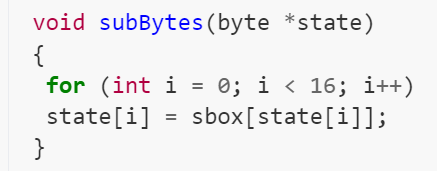 void subBytes(byte *state)
{
for (int i = 0; i < 16; i++)
state[i] = sbox[state[i]];
}